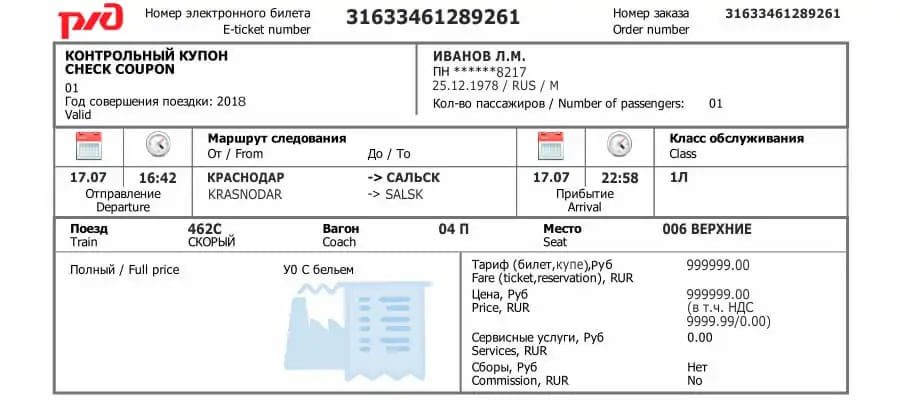 ржд Номер электронного билета 31633461289261 Номер заказа 31633461289261
E-ticket number Order number
КОНТРОЛЬНЫЙ КУПОН ИВАНОВ Л.М.
CHECK COUPON ПН ******8217
01 25.12.1978 / RUS / M
Год совершения поездки: 2018 Кол-во пассажиров / Number of passegers: 01
Valid
Маршрут следования Класс обслуживания
От / From До / To Class
17.07 16:42 КРАСНОДАР -> САЛЬСК 17.07 22:58 1Л
Отправление KRASNODAR -> SALSK Прибытие
Departure Arrival
Поезд 462С Вагон 04 П Место 006 ВЕРХНИЕ
Train СКОРЫЙ Coach Seat
Полный / Full price У0 С бельем Тариф (билет,купе),Руб 999999.00
Fare (ticket,reservation), RUR
Цена, Руб 999999.00
Price, RUR (в т.ч. НДС
9999.99/0.00)
Сервисные услуги, Руб 0.00
Services, RUR
Сборы, Руб Нет
Commission, RUR No